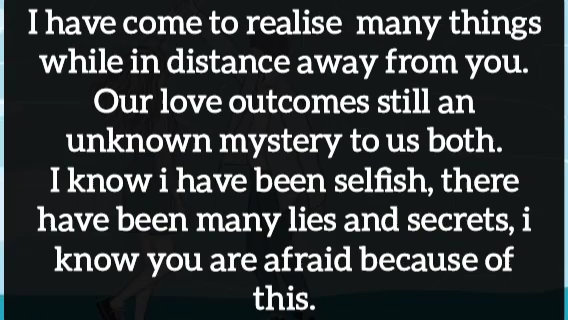 I have come to realise  many things
while in distance away from you.
Our love outcomes still an
unknown mystery to us both.
I know i have been selfish, there
have been many lies and secrets, i
know you are afraid because of
this.